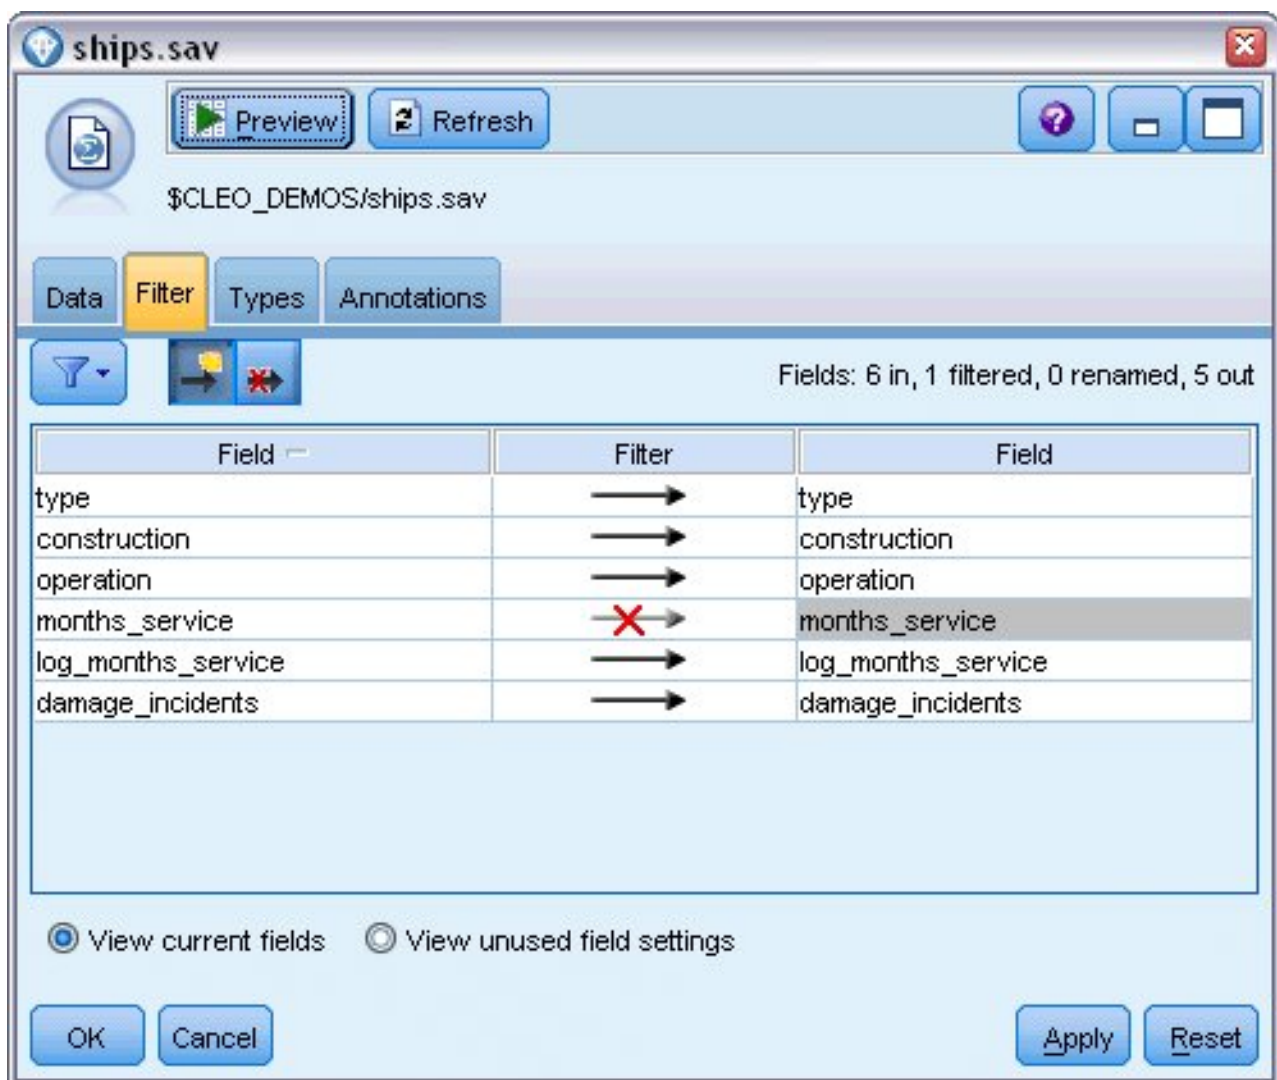 ships.sav
Preview Refresh
$CLEO_DEMOS/ships.sav
Data Filter Types Annotations
Fields: 6 in, 1 filtered, 0 renamed, 5 out
Field Filter Field
type type
construction construction
operation operation
months_service months_service
log_months_service log_months_service
damage_incidents damage_incidents
View current fields View unused field settings
OK Cancel Apply Reset